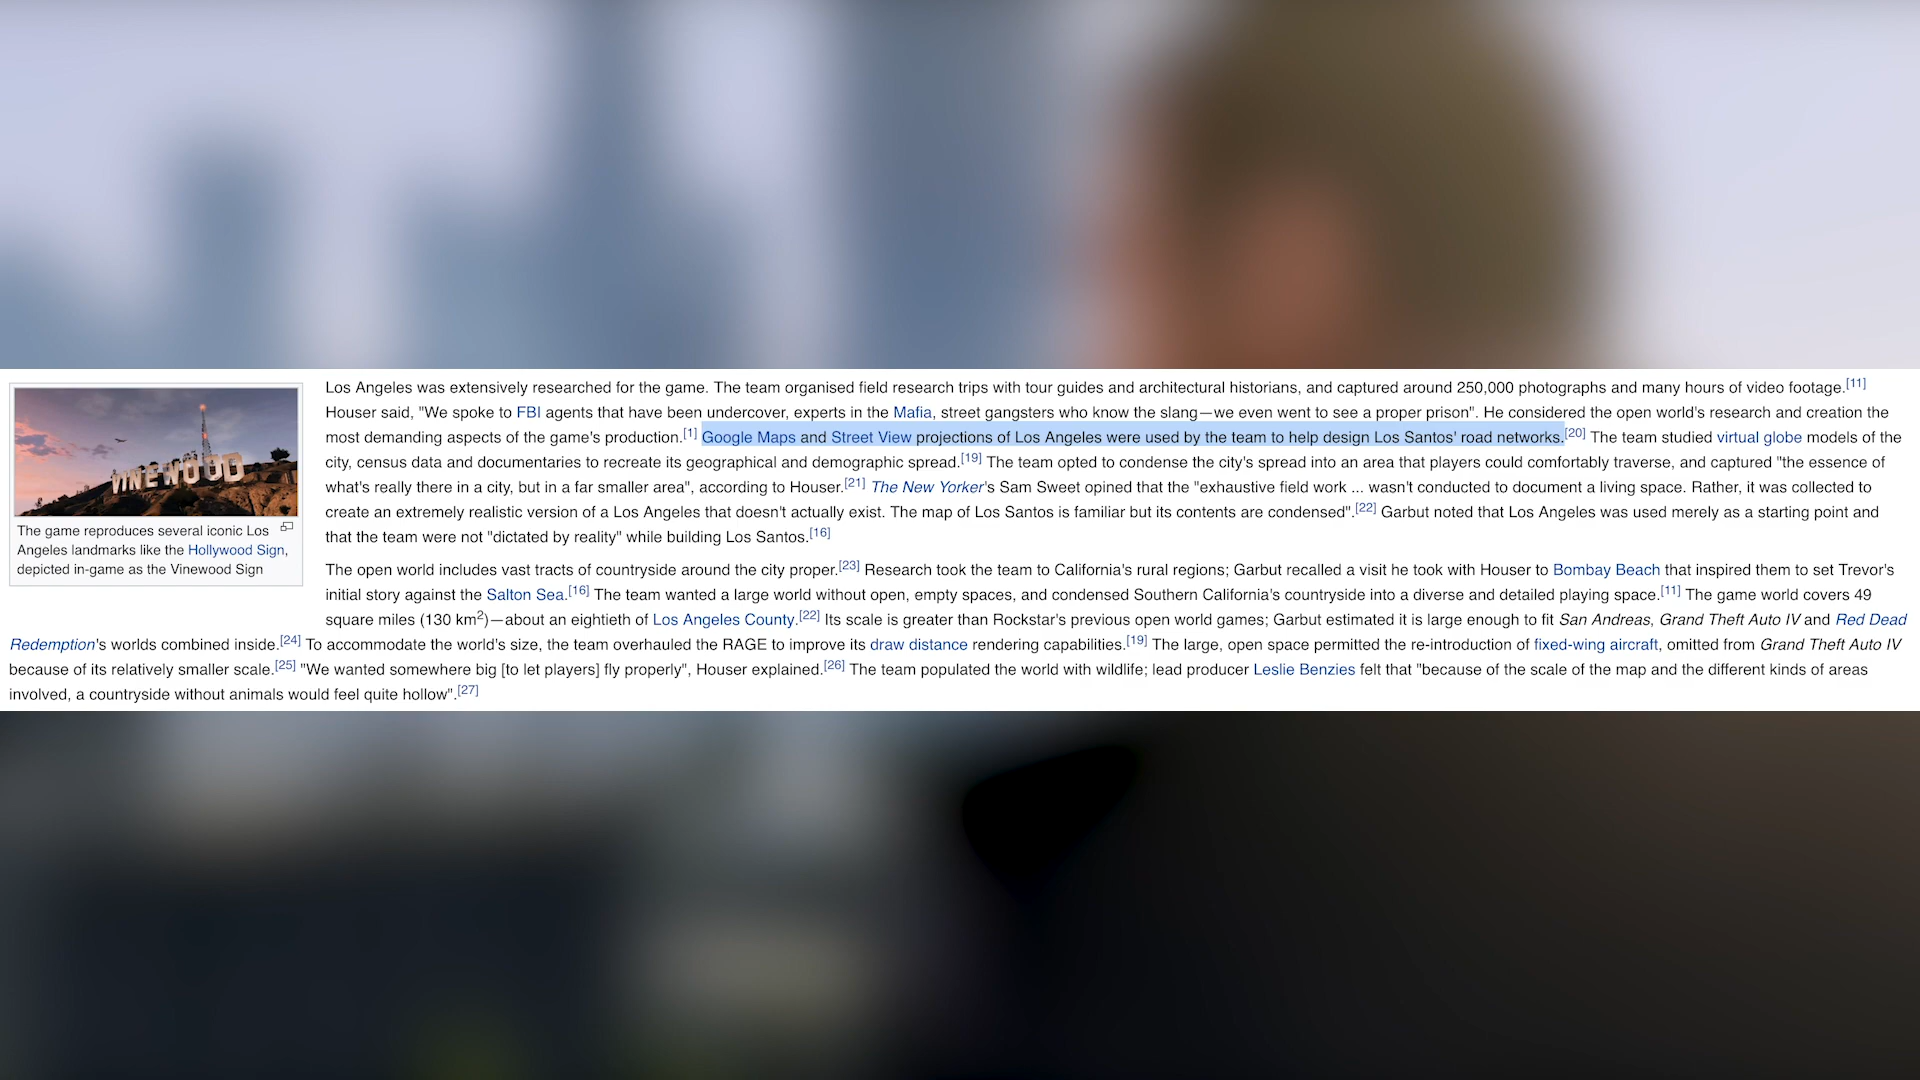 VINEWOOD
The game reproduces several iconic Los
Angeles landmarks like the Hollywood Sign,
depicted in-game as the Vinewood Sign
Los Angeles was extensively researched for the game. The team organised field research trips with tour guides and architectural historians, and captured around 250,000 photographs and many hours of video footage.[11]
Houser said, "We spoke to FBI agents that have been undercover, experts in the Mafia, street gangsters who know the slang—we even went to see a proper prison". He considered the open world's research and creation the
most demanding aspects of the game's production.[1] Google Maps and Street View projections of Los Angeles were used by the team to help design Los Santos' road networks.[20] The team studied virtual globe models of the
city, census data and documentaries to recreate its geographical and demographic spread.[19] The team opted to condense the city's spread into an area that players could comfortably traverse, and captured "the essence of
what's really there in a city, but in a far smaller area", according to Houser.[21] The New Yorker's Sam Sweet opined that the "exhaustive field work ... wasn't conducted to document a living space. Rather, it was collected to
create an extremely realistic version of a Los Angeles that doesn't actually exist. The map of Los Santos is familiar but its contents are condensed".[22] Garbut noted that Los Angeles was used merely as a starting point and
that the team were not "dictated by reality" while building Los Santos.[16]
The open world includes vast tracts of countryside around the city proper.[23] Research took the team to California's rural regions; Garbut recalled a visit he took with Houser to Bombay Beach that inspired them to set Trevor's
initial story against the Salton Sea.[16] The team wanted a large world without open, empty spaces, and condensed Southern California's countryside into a diverse and detailed playing space.[11] The game world covers 49
square miles (130 km2)—about an eightieth of Los Angeles County.[22] Its scale is greater than Rockstar's previous open world games; Garbut estimated it is large enough to fit San Andreas, Grand Theft Auto IV and Red Dead
Redemption's worlds combined inside.[24] To accommodate the world's size, the team overhauled the RAGE to improve its draw distance rendering capabilities.[19] The large, open space permitted the re-introduction of fixed-wing aircraft, omitted from Grand Theft Auto IV
because of its relatively smaller scale.[25] "We wanted somewhere big [to let players] fly properly", Houser explained.[26] The team populated the world with wildlife; lead producer Leslie Benzies felt that "because of the scale of the map and the different kinds of areas
involved, a countryside without animals would feel quite hollow".[27]